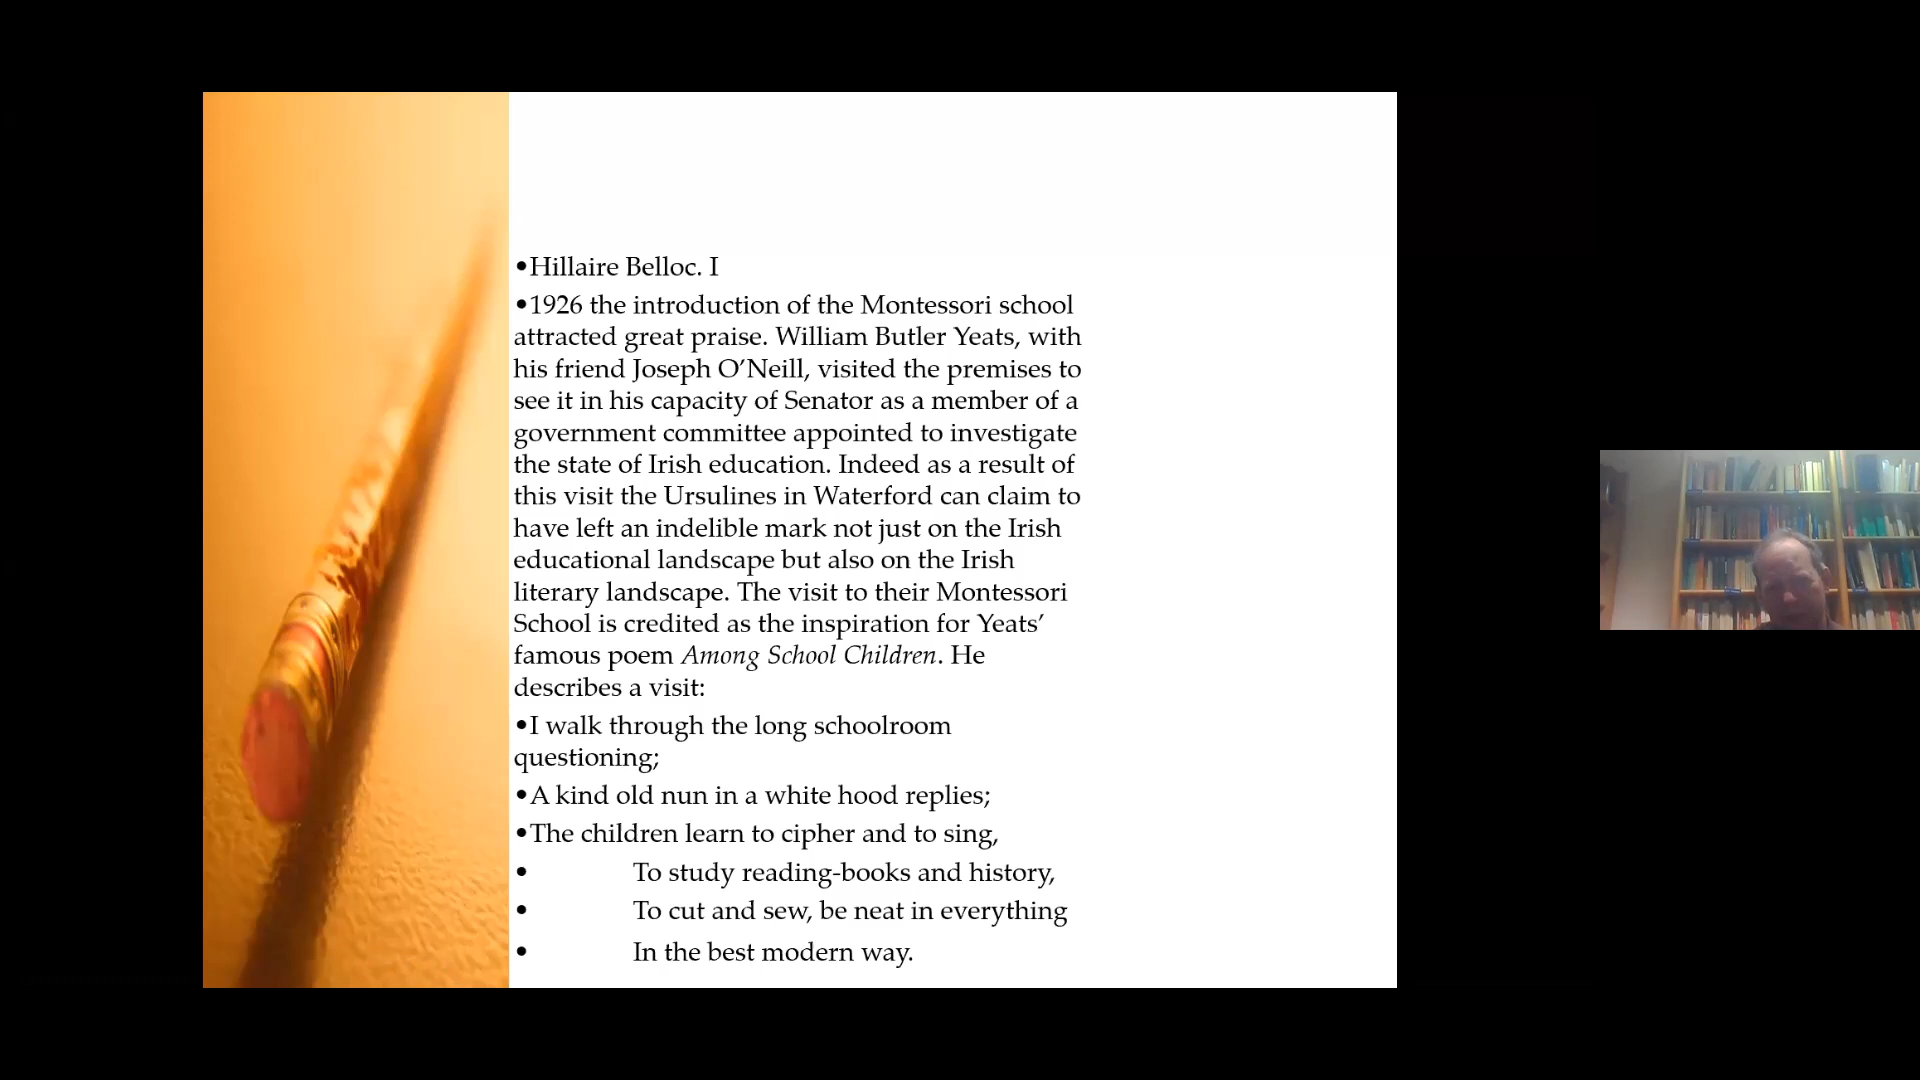 •Hillaire Belloc. I
•1926 the introduction of the Montessori school
attracted great praise. William Butler Yeats, with
his friend Joseph O’Neill, visited the premises to
see it in his capacity of Senator as a member of a
government committee appointed to investigate
the state of Irish education. Indeed as a result of
this visit the Ursulines in Waterford can claim to
have left an indelible mark not just on the Irish
educational landscape but also on the Irish
literary landscape. The visit to their Montessori
School is credited as the inspiration for Yeats’
famous poem Among School Children. He
describes a visit:
•I walk through the long schoolroom
questioning;
•A kind old nun in a white hood replies;
•The children learn to cipher and to sing,
• To study reading-books and history,
• To cut and sew, be neat in everything
• In the best modern way.